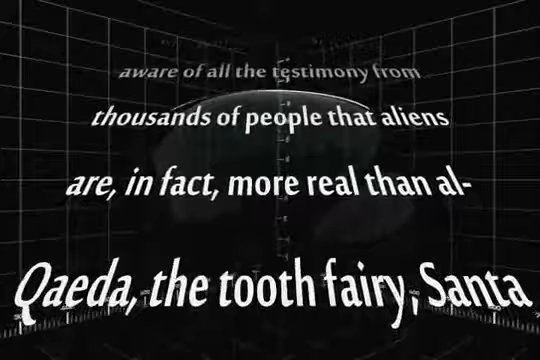 aware of all the testimony from
thousands of people that aliens
are, in fact, more real than al-
Qaeda, the tooth fairy, Santa